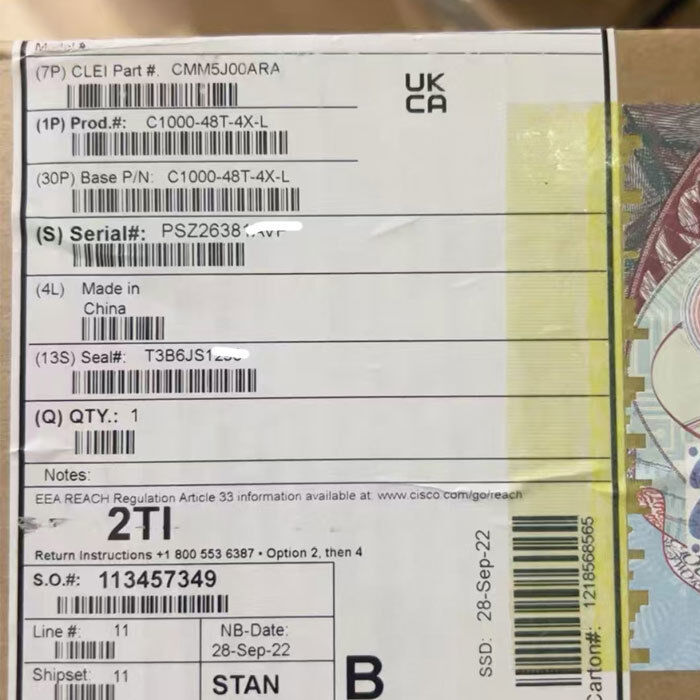 (7P) CLEI Part #. CMM5J00ARA
UK
CA
(1P) Prod.#: C1000-48T-4X-L
(30P) Base P/N: C1000-48T-4X-L
(S) Serial#: PSZ26381
(4L) Made in
China
(13S) Seal#: T3B6JS12
(Q) QTY.: 1
Notes:
EEA REACH Regulation Article 33 information available at www.cisco.com/go/reach
2TI
Return Instructions +1 800 553 6387 • Option 2, then 4
S.O.#: 113457349
Line #: 11
NB-Date:
28-Sep-22
Shipset: 11
STAN
B
SSD: 28-Sep-22
Carton#: 1218568565